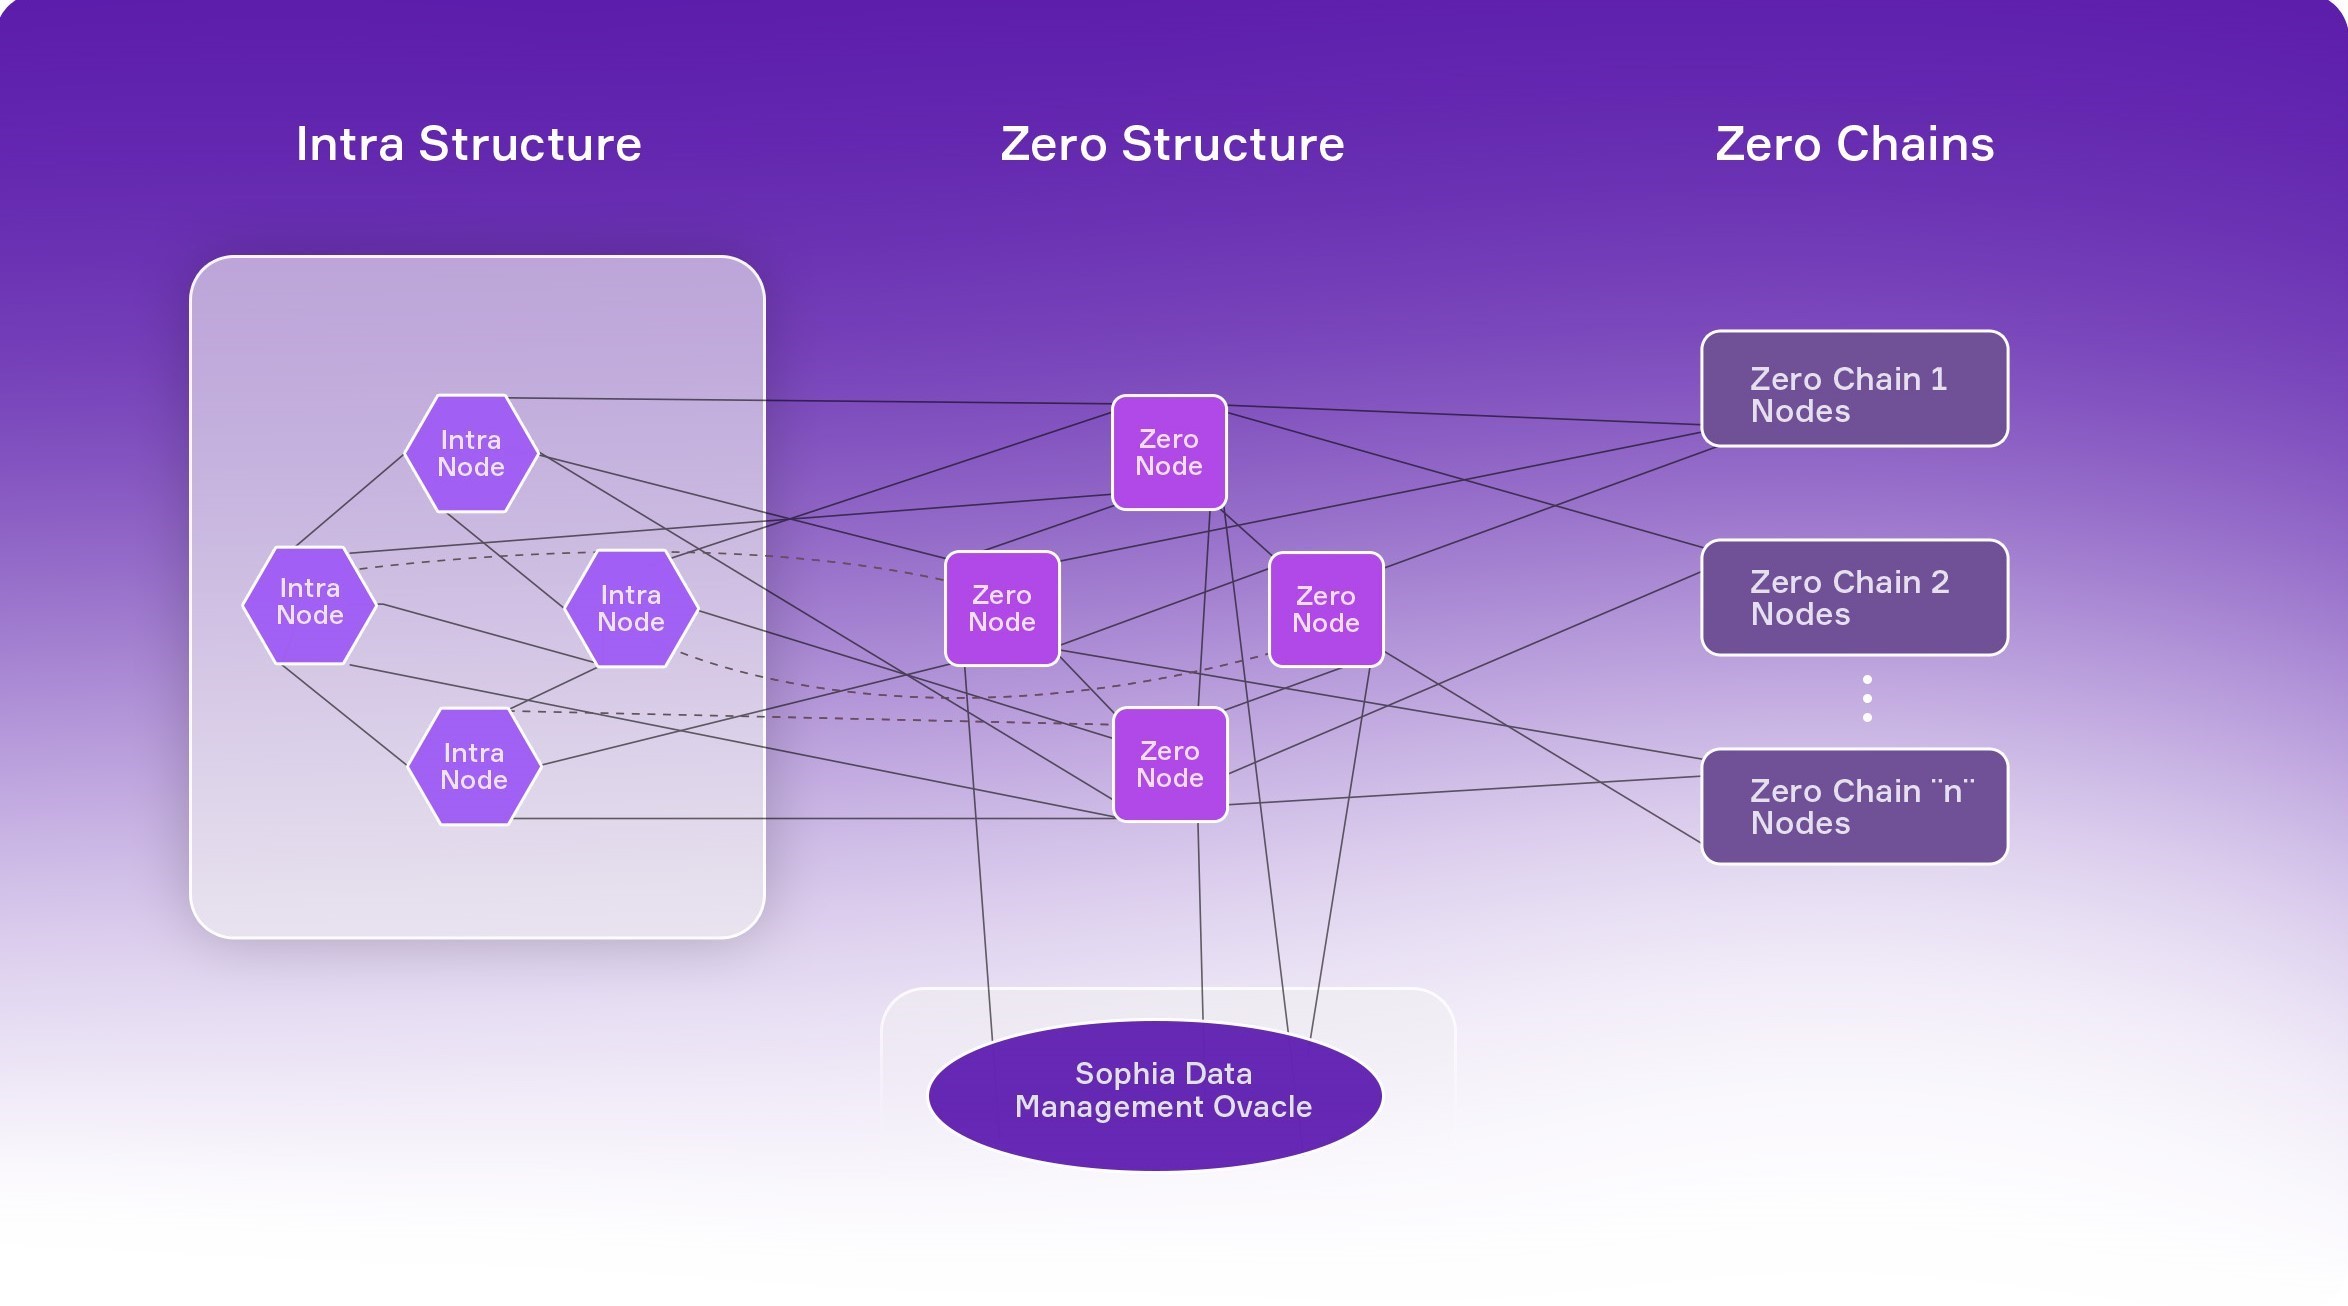 Intra Structure
Zero Structure
Zero Chains
Intra
Node
Intra
Node
Intra
Node
Intra
Node
Zero
Node
Zero
Node
Zero
Node
Zero
Node
Zero Chain 1
Nodes
Zero Chain 2
Nodes
Zero Chain ¨n¨
Nodes
Sophia Data
Management Ovacle